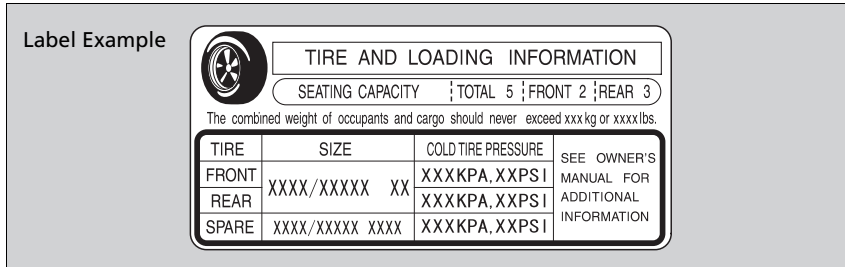 Label Example
TIRE AND LOADING INFORMATION
SEATING CAPACITY TOTAL 5 FRONT 2 REAR 3
The combined weight of occupants and cargo should never exceed xxx kg or xxxx lbs.
TIRE SIZE COLD TIRE PRESSURE
FRONT XXXX/XXXXX XX XXXKPA,XXPSI
REAR XXXKPA,XXPSI
SPARE XXXX/XXXXX XXXX XXXKPA,XXPSI
SEE OWNER'S
MANUAL FOR
ADDITIONAL
INFORMATION